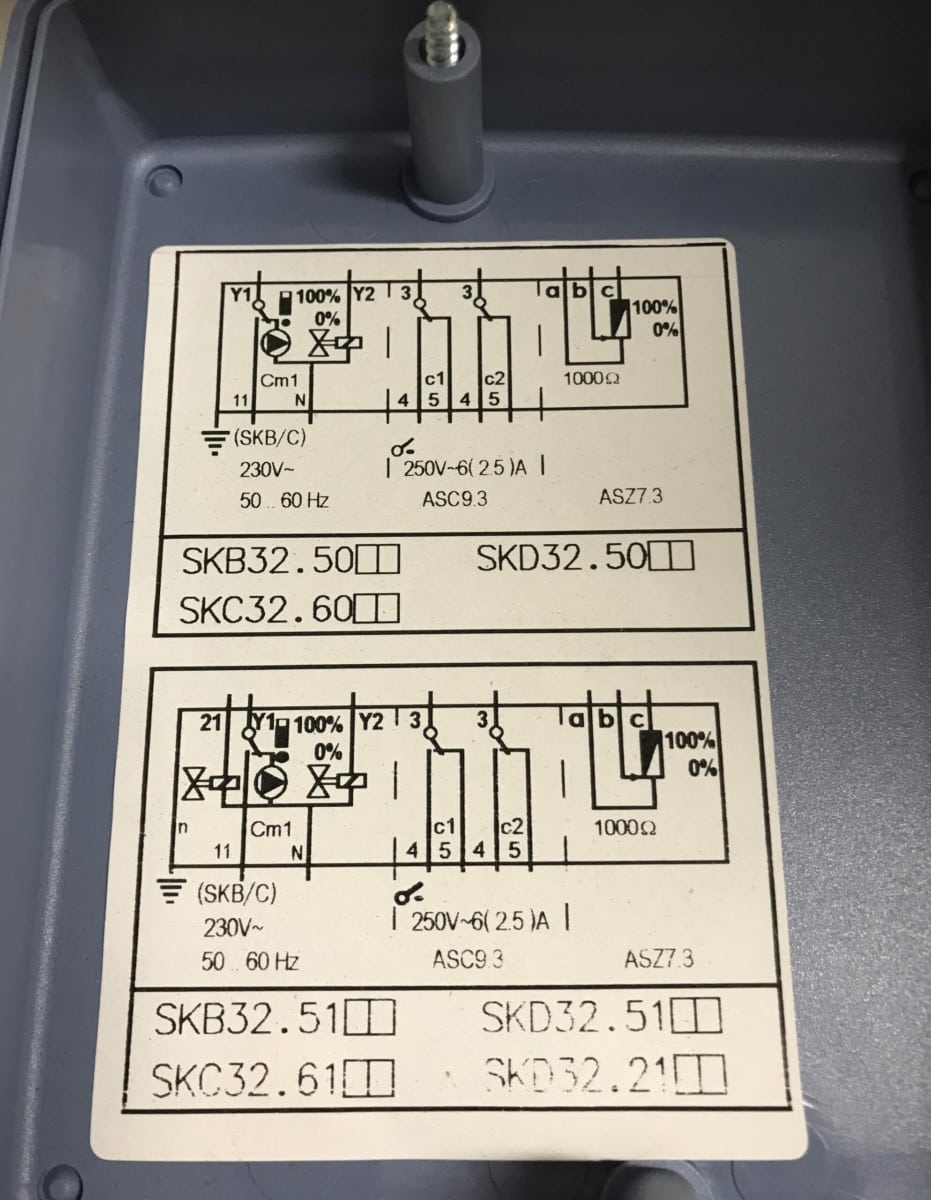 Y1 100% Y2 3 3 a b c 100%
0% 0%
Cm1 c1 c2 1000Ω
11 N 4 5 4 5
(SKB/C)
230V~ 250V~6(2.5)A
50..60 Hz ASC9.3 ASZ7.3
SKB32.50□□ SKD32.50□□
SKC32.60□□
21 Y1 100% Y2 3 3 a b c 100%
0% 0%
n Cm1 c1 c2 1000Ω
11 N 4 5 4 5
(SKB/C)
230V~ 250V~6(2.5)A
50..60 Hz ASC9.3 ASZ7.3
SKB32.51□□ SKD32.51□□
SKC32.61□□ SKD32.21□□